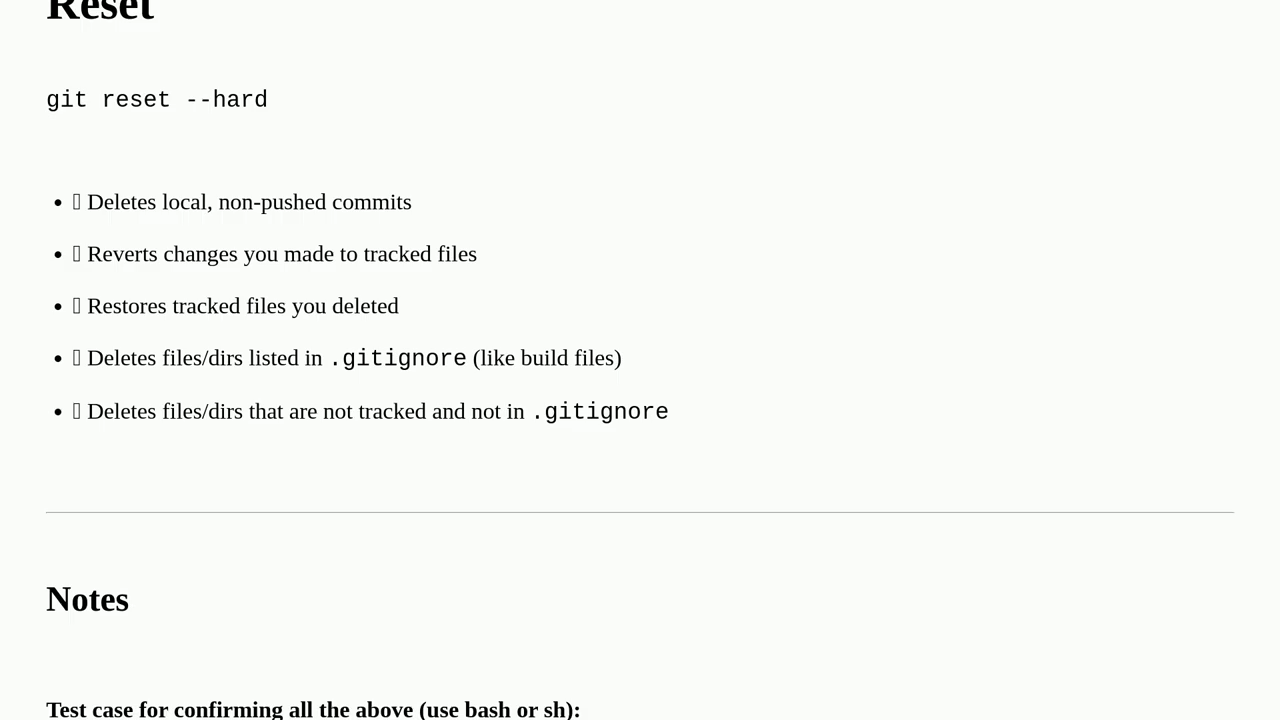 Reset
git reset --hard
• Deletes local, non-pushed commits
• Reverts changes you made to tracked files
• Restores tracked files you deleted
• Deletes files/dirs listed in .gitignore (like build files)
• Deletes files/dirs that are not tracked and not in .gitignore
Notes
Test case for confirming all the above (use bash or sh):